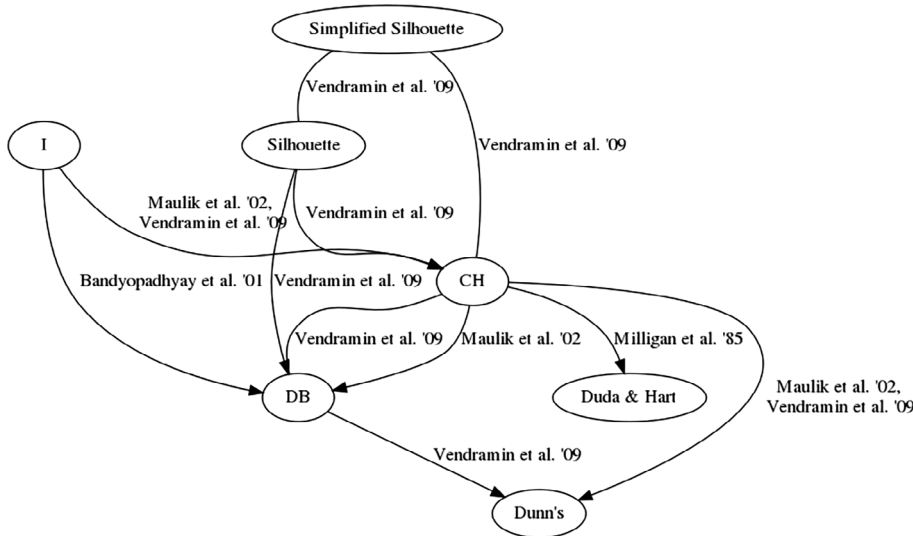 Simplified Silhouette
Vendramin et al. '09
I
Silhouette
Vendramin et al. '09
Maulik et al. '02,
Vendramin et al. '09
Vendramin et al. '09
Bandyopadhyay et al. '01
Vendramin et al. '09
CH
Vendramin et al. '09
Maulik et al. '02
Milligan et al. '85
DB
Duda & Hart
Maulik et al. '02,
Vendramin et al. '09
Vendramin et al. '09
Dunn's